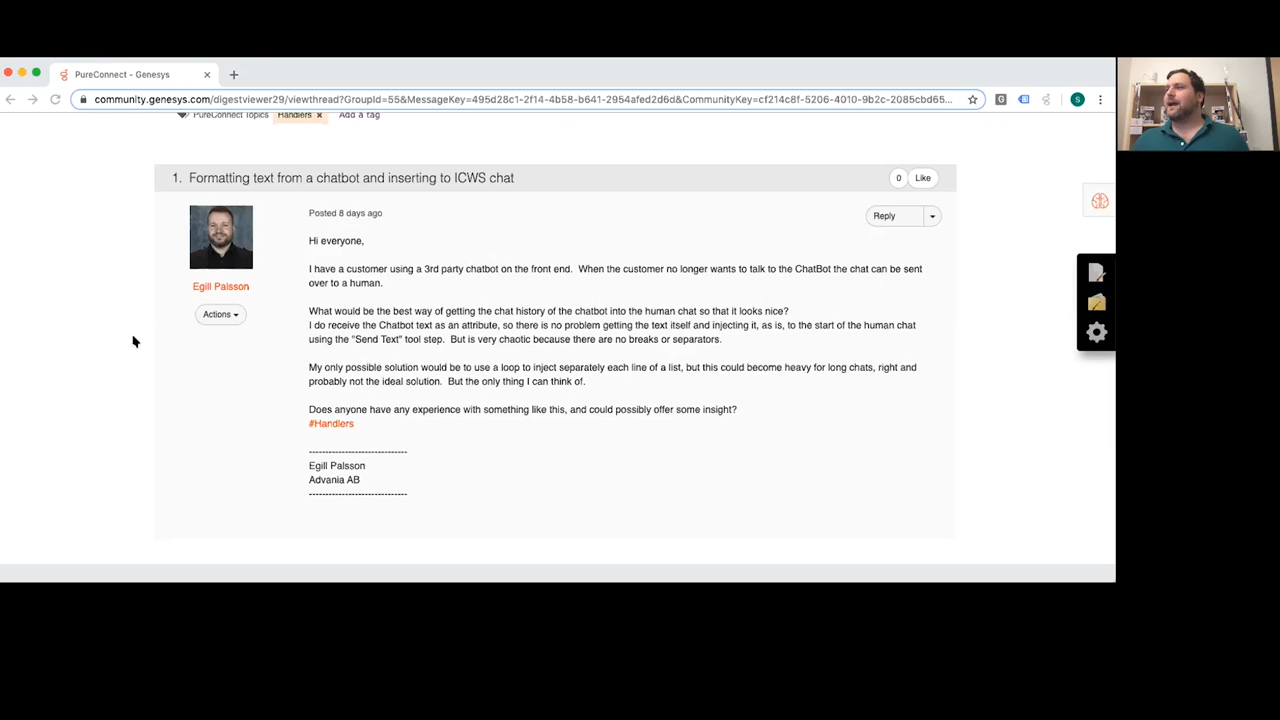 PureConnect - Genesys
community.genesys.com/digestviewer29/viewthread?GroupId=55&MessageKey=495d28c1-2f14-4b58-b641-2954afed2d6d&CommunityKey=cf214c8f-5206-4010-9b2c-2085cbd65...
PureConnect Topics Handlers × Add a tag
1. Formatting text from a chatbot and inserting to ICWS chat
0 Like
Posted 8 days ago
Reply
Hi everyone,
I have a customer using a 3rd party chatbot on the front end. When the customer no longer wants to talk to the ChatBot the chat can be sent
over to a human.
Egill Palsson
Actions
What would be the best way of getting the chat history of the chatbot into the human chat so that it looks nice?
I do receive the Chatbot text as an attribute, so there is no problem getting the text itself and injecting it, as is, to the start of the human chat
using the "Send Text" tool step. But is very chaotic because there are no breaks or separators.
My only possible solution would be to use a loop to inject separately each line of a list, but this could become heavy for long chats, right and
probably not the ideal solution. But the only thing I can think of.
Does anyone have any experience with something like this, and could possibly offer some insight?
#Handlers
------------------------------
Egill Palsson
Advania AB
------------------------------